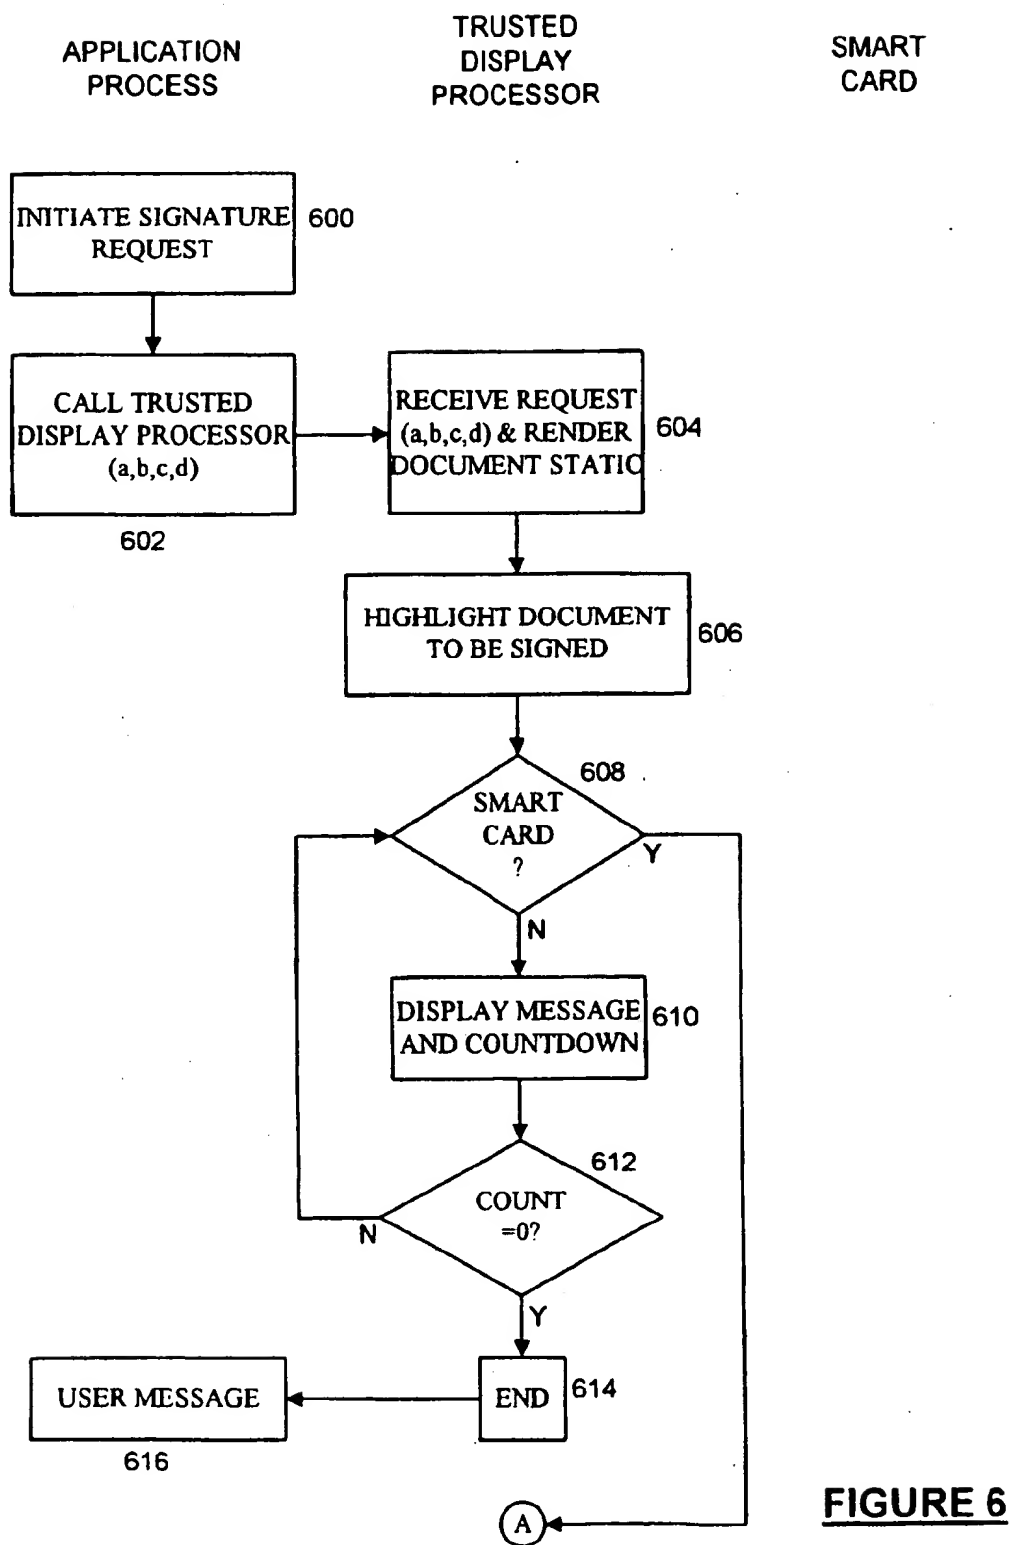 APPLICATION
PROCESS
TRUSTED
DISPLAY
PROCESSOR
SMART
CARD
INITIATE SIGNATURE
REQUEST
600
CALL TRUSTED
DISPLAY PROCESSOR
(a,b,c,d)
602
RECEIVE REQUEST
(a,b,c,d) & RENDER
DOCUMENT STATIC
604
HIGHLIGHT DOCUMENT
TO BE SIGNED
606
608
SMART
CARD
?
Y
N
DISPLAY MESSAGE
AND COUNTDOWN
610
612
COUNT
=0?
N
Y
USER MESSAGE
616
END
614
A
FIGURE 6